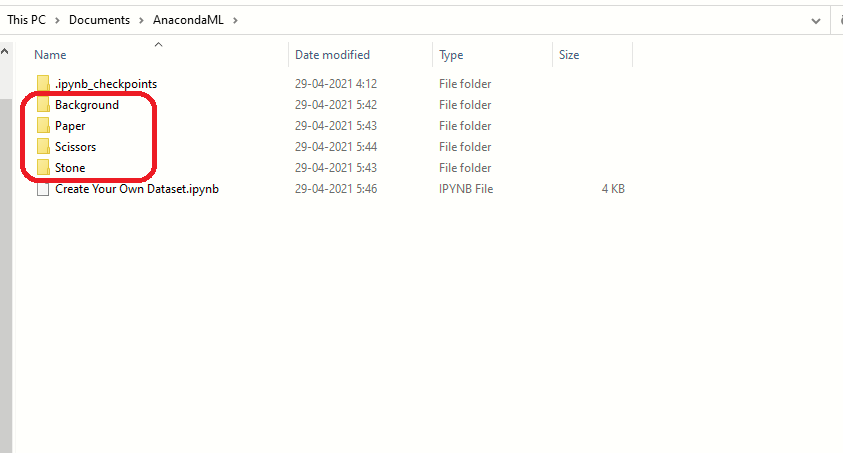 This PC > Documents > AnacondaML >
Name Date modified Type Size
.ipynb_checkpoints 29-04-2021 4:12 File folder
Background 29-04-2021 5:42 File folder
Paper 29-04-2021 5:43 File folder
Scissors 29-04-2021 5:44 File folder
Stone 29-04-2021 5:43 File folder
Create Your Own Dataset.ipynb 29-04-2021 5:46 IPYNB File 4 KB